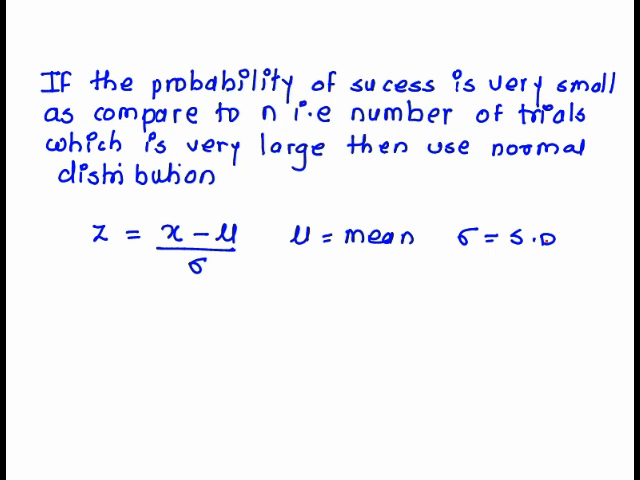 If the probability of sucess is very small
as compare to n i.e number of trials
which is very large then use normal
distribution
z = x - μ / σ   μ = mean   σ = S.D